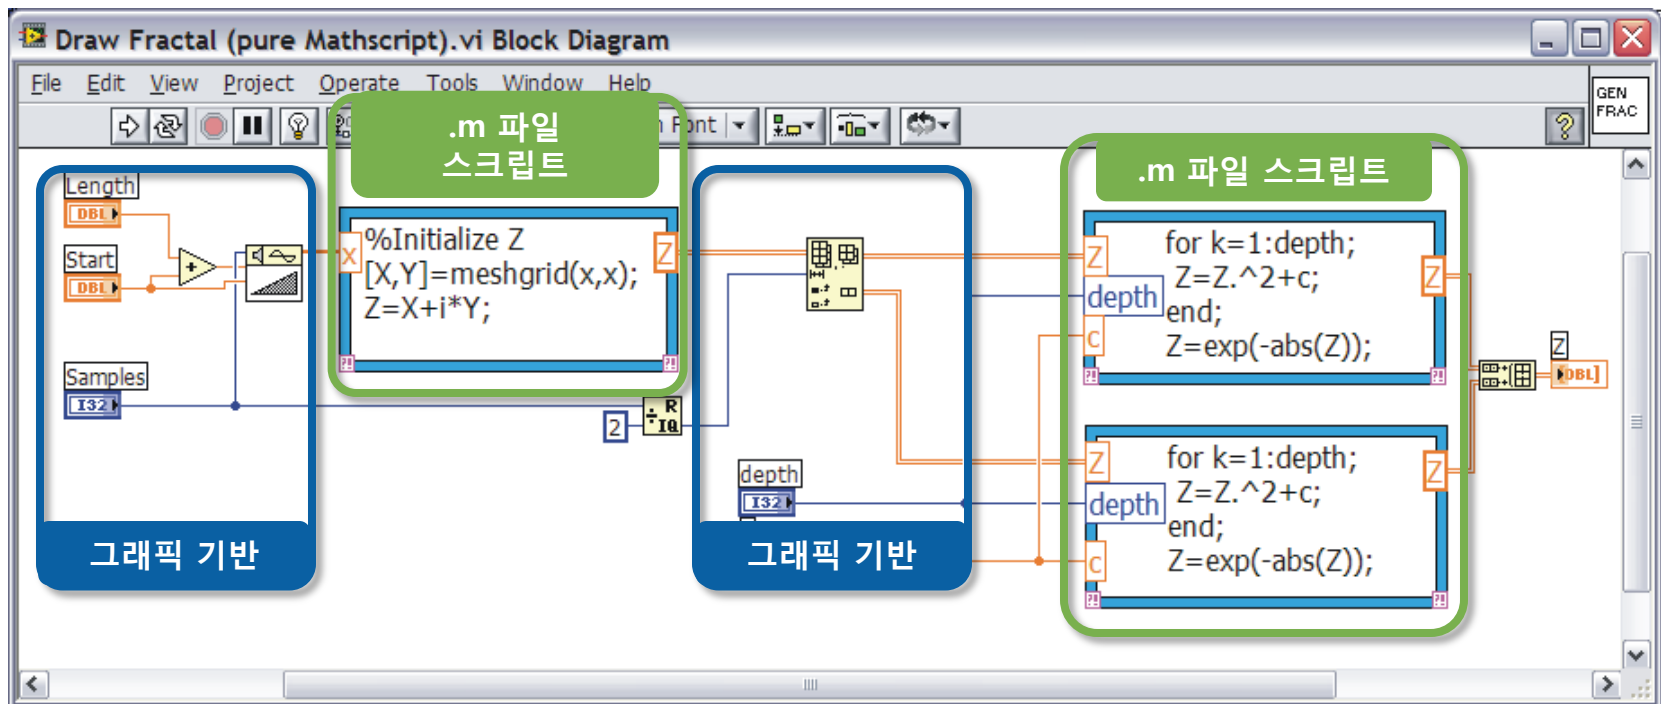 Draw Fractal (pure Mathscript).vi Block Diagram
File Edit View Project Operate Tools Window Help
GEN
FRAC
Font
.m 파일
스크립트
.m 파일 스크립트
Length
DBL
Start
DBL
Samples
I32
x
%Initialize Z
[X,Y]=meshgrid(x,x);
Z=X+i*Y;
Z
2
R
IQ
depth
I32
그래픽 기반
그래픽 기반
Z
depth
c
for k=1:depth;
Z=Z.^2+c;
end;
Z=exp(-abs(Z));
Z
Z
depth
c
for k=1:depth;
Z=Z.^2+c;
end;
Z=exp(-abs(Z));
Z
Z
DBL]